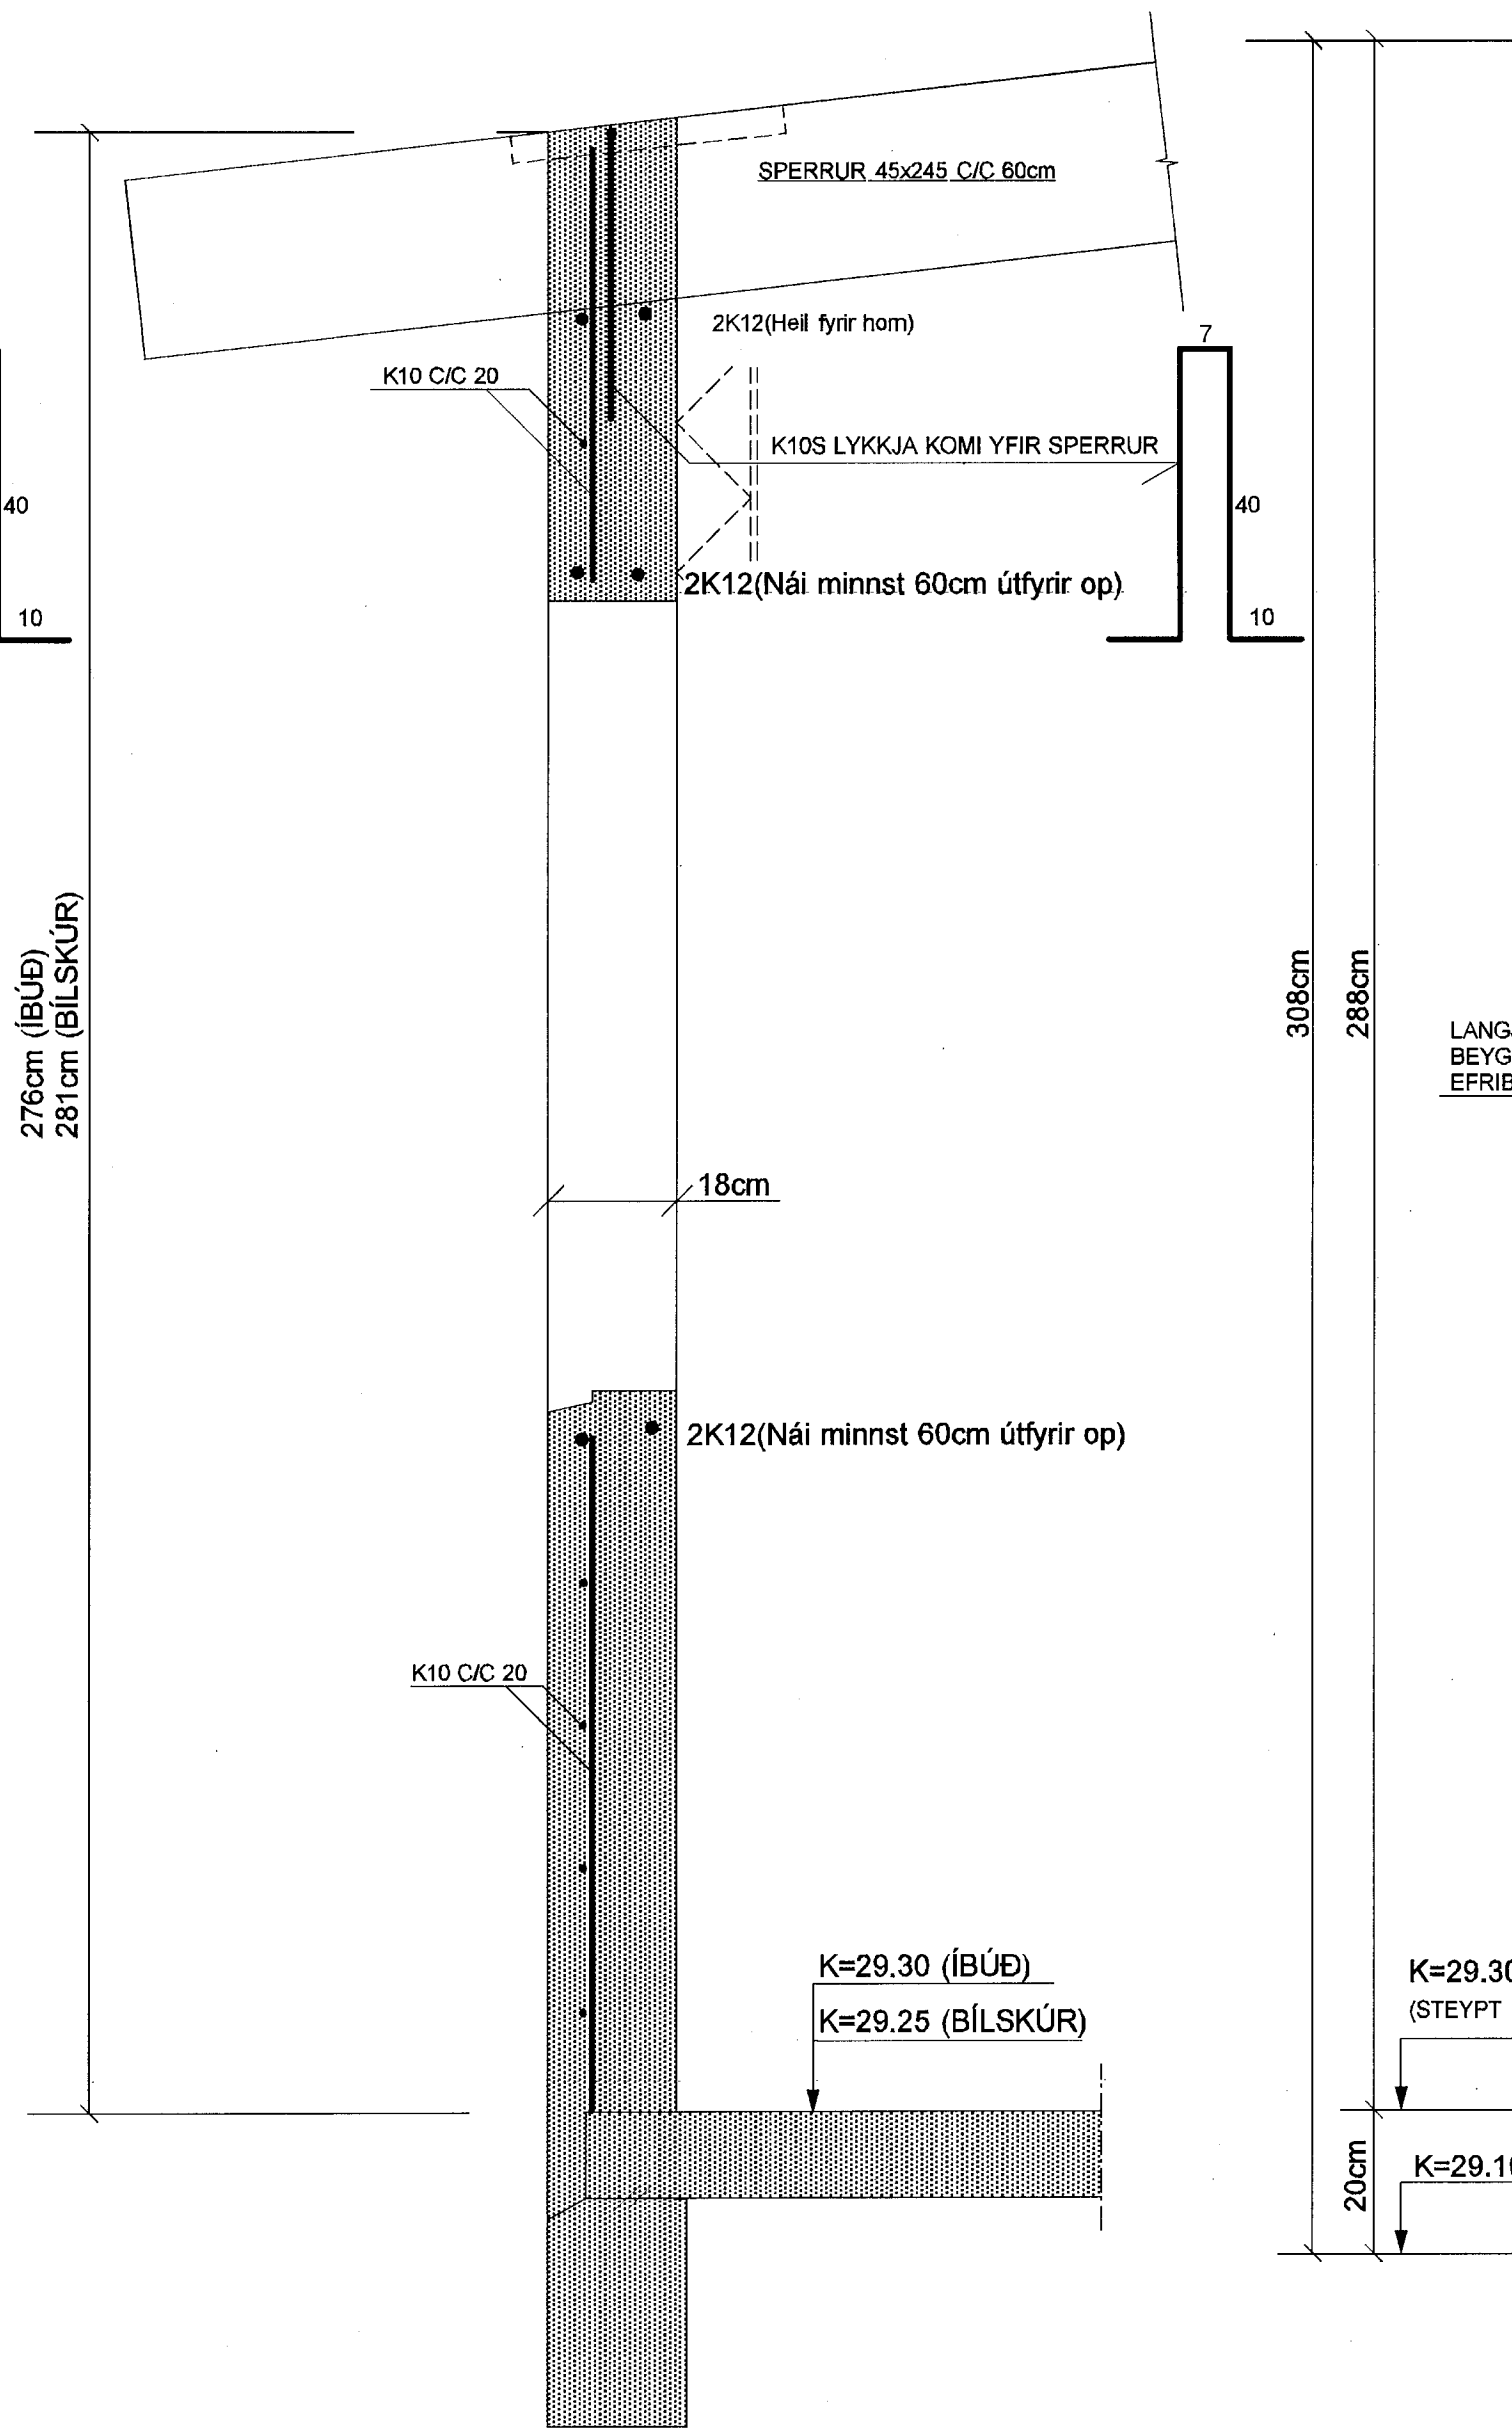 SPERRUR 45x245 C/C 60cm
7
2K12(Heil fyrir horn)
K10 C/C 20
K10S LYKKJA KOMI YFIR SPERRUR
40
40
2K12(Nái minnst 60cm útfyrir op)
10
10
276cm (ÍBÚÐ)
281cm (BÍLSKÚR)
308cm
288cm
BEYG
18cm
2K12(Nái minnst 60cm útfyrir op)
K10 C/C 20
K=29.30 (ÍBÚÐ)
K=29.25 (BÍLSKÚR)
K=29.30
(STEYPT
20cm